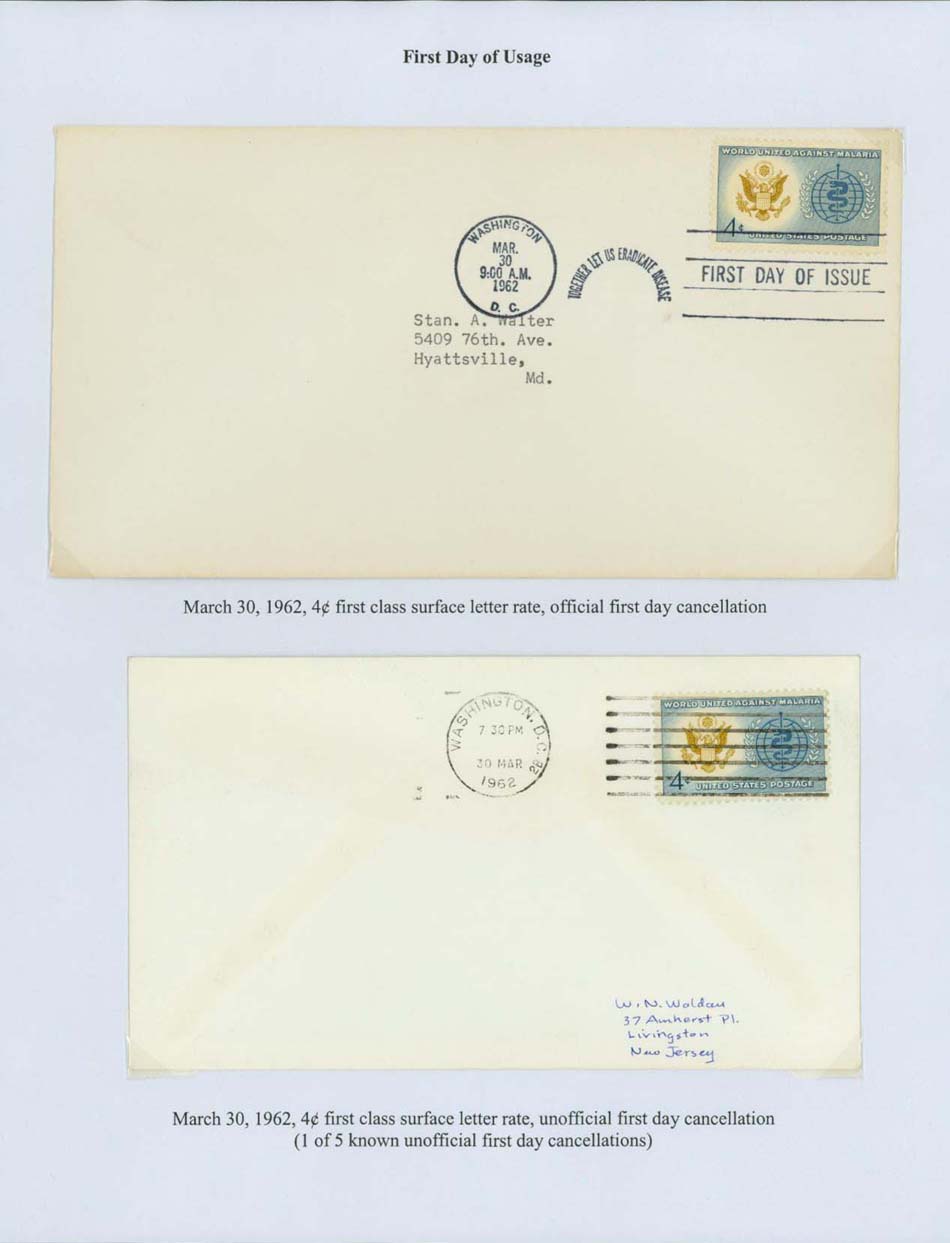 First Day of Usage
WORLD UNITED AGAINST MALARIA
4¢
UNITED STATES POSTAGE
WASHINGTON
MAR.
30
9:00 A.M.
1962
D. C.
TOGETHER LET US ERADICATE DISEASE
FIRST DAY OF ISSUE
Stan. A. Walter
5409 76th. Ave.
Hyattsville,
Md.
March 30, 1962, 4¢ first class surface letter rate, official first day cancellation
WASHINGTON, D.C.
7 30 PM
30 MAR
1962
28
WORLD UNITED AGAINST MALARIA
4¢
UNITED STATES POSTAGE
W. N. Waldau
37 Amherst Pl.
Livingston
New Jersey
March 30, 1962, 4¢ first class surface letter rate, unofficial first day cancellation
(1 of 5 known unofficial first day cancellations)